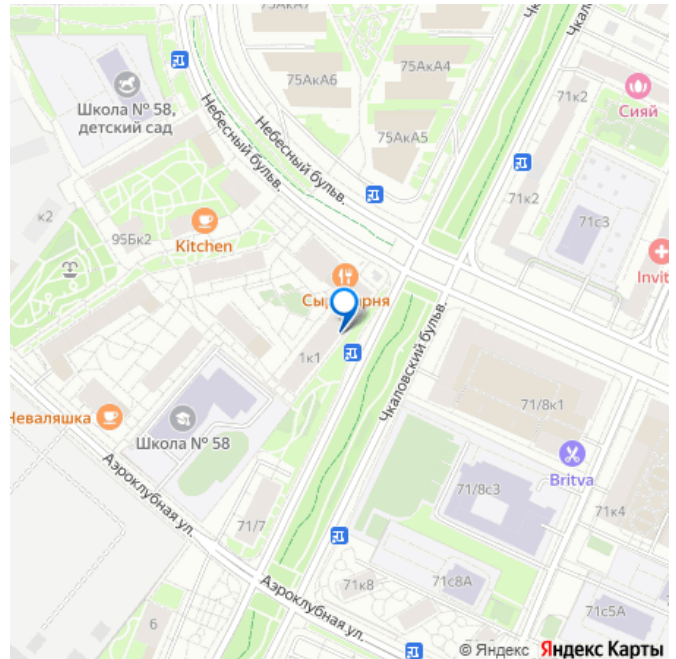 75АкА7
75АкА6
75АкА4
75АкА5
Школа № 58,
детский сад
Небесный бульв.
Небесный бульв.
71к2
Сияй
71к2
71с3
к2
95Бк2
Kitchen
Invit
1к1
Чкаловский бульв.
Неваляшка
Школа № 58
71/8к1
Britva
71/8с3
71к4
Аэроклубная ул.
71/7
71к8
71с8А
71с5А
Аэроклубная ул.
6
© Яндекс Яндекс Карты